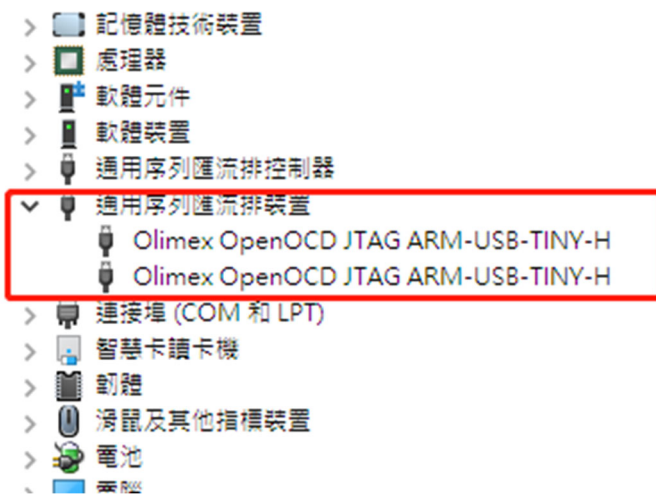 記憶體技術裝置
處理器
軟體元件
軟體裝置
通用序列匯流排控制器
通用序列匯流排裝置
Olimex OpenOCD JTAG ARM-USB-TINY-H
Olimex OpenOCD JTAG ARM-USB-TINY-H
連接埠 (COM 和 LPT)
智慧卡讀卡機
韌體
滑鼠及其他指標裝置
電池
電腦